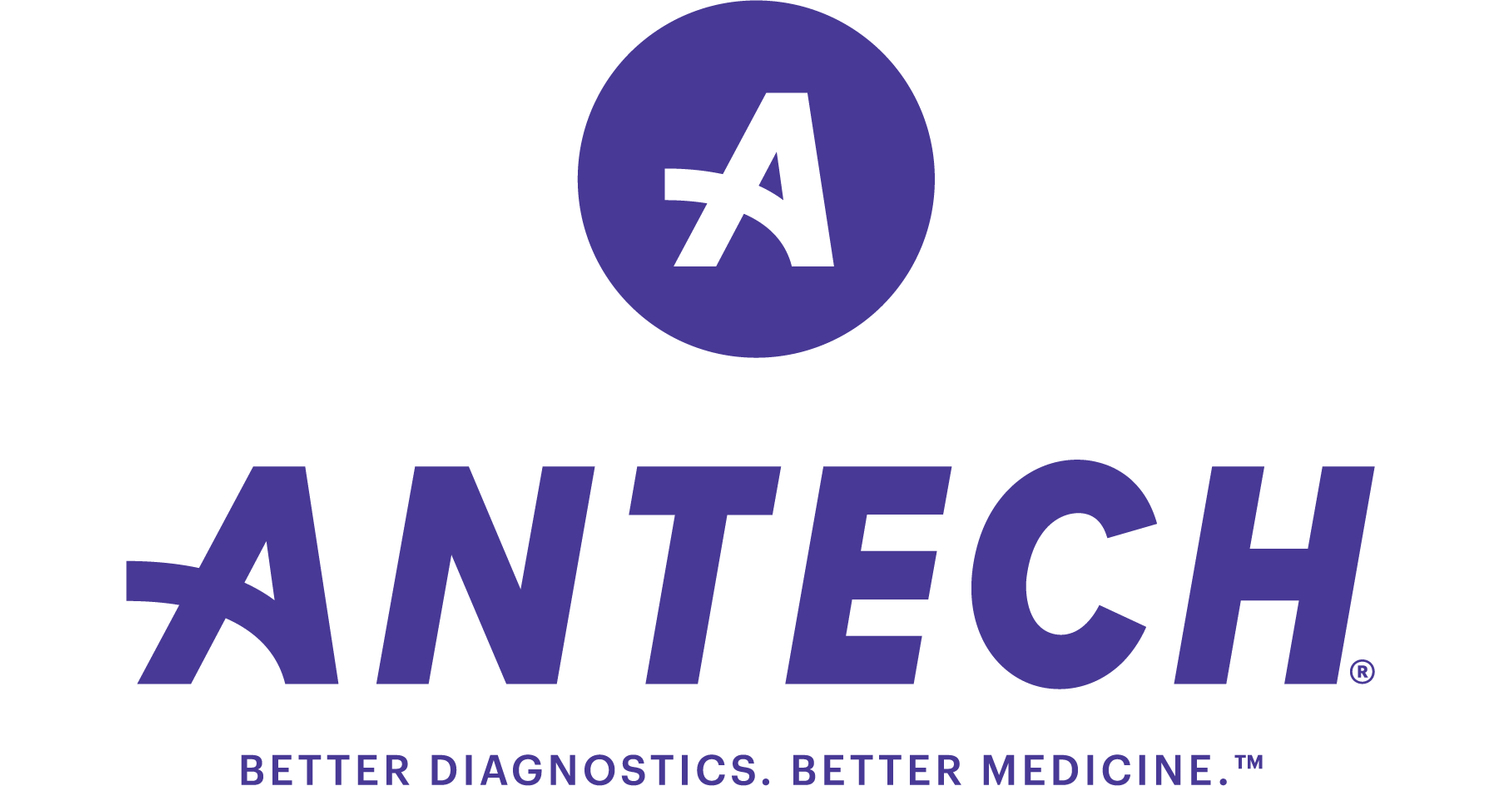 A
ANTECH®
BETTER DIAGNOSTICS. BETTER MEDICINE.™